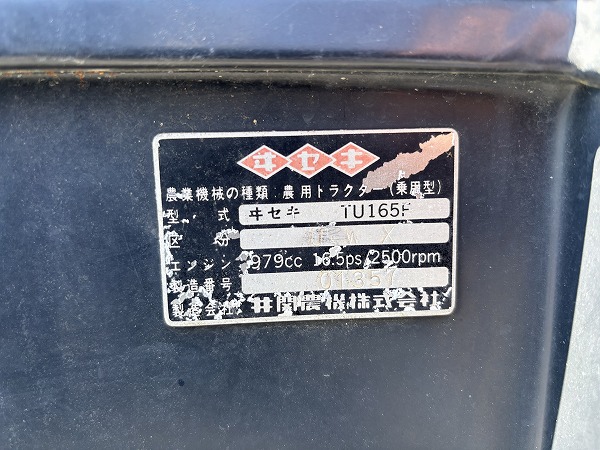 ヰセキ
農業機械の種類:農用トラクター(乗用型)
型 式 ヰセキ TU165F
区 分
エンジン 979cc 16.5ps/2500rpm
製造番号 01357
製造会社 井関農機株式会社